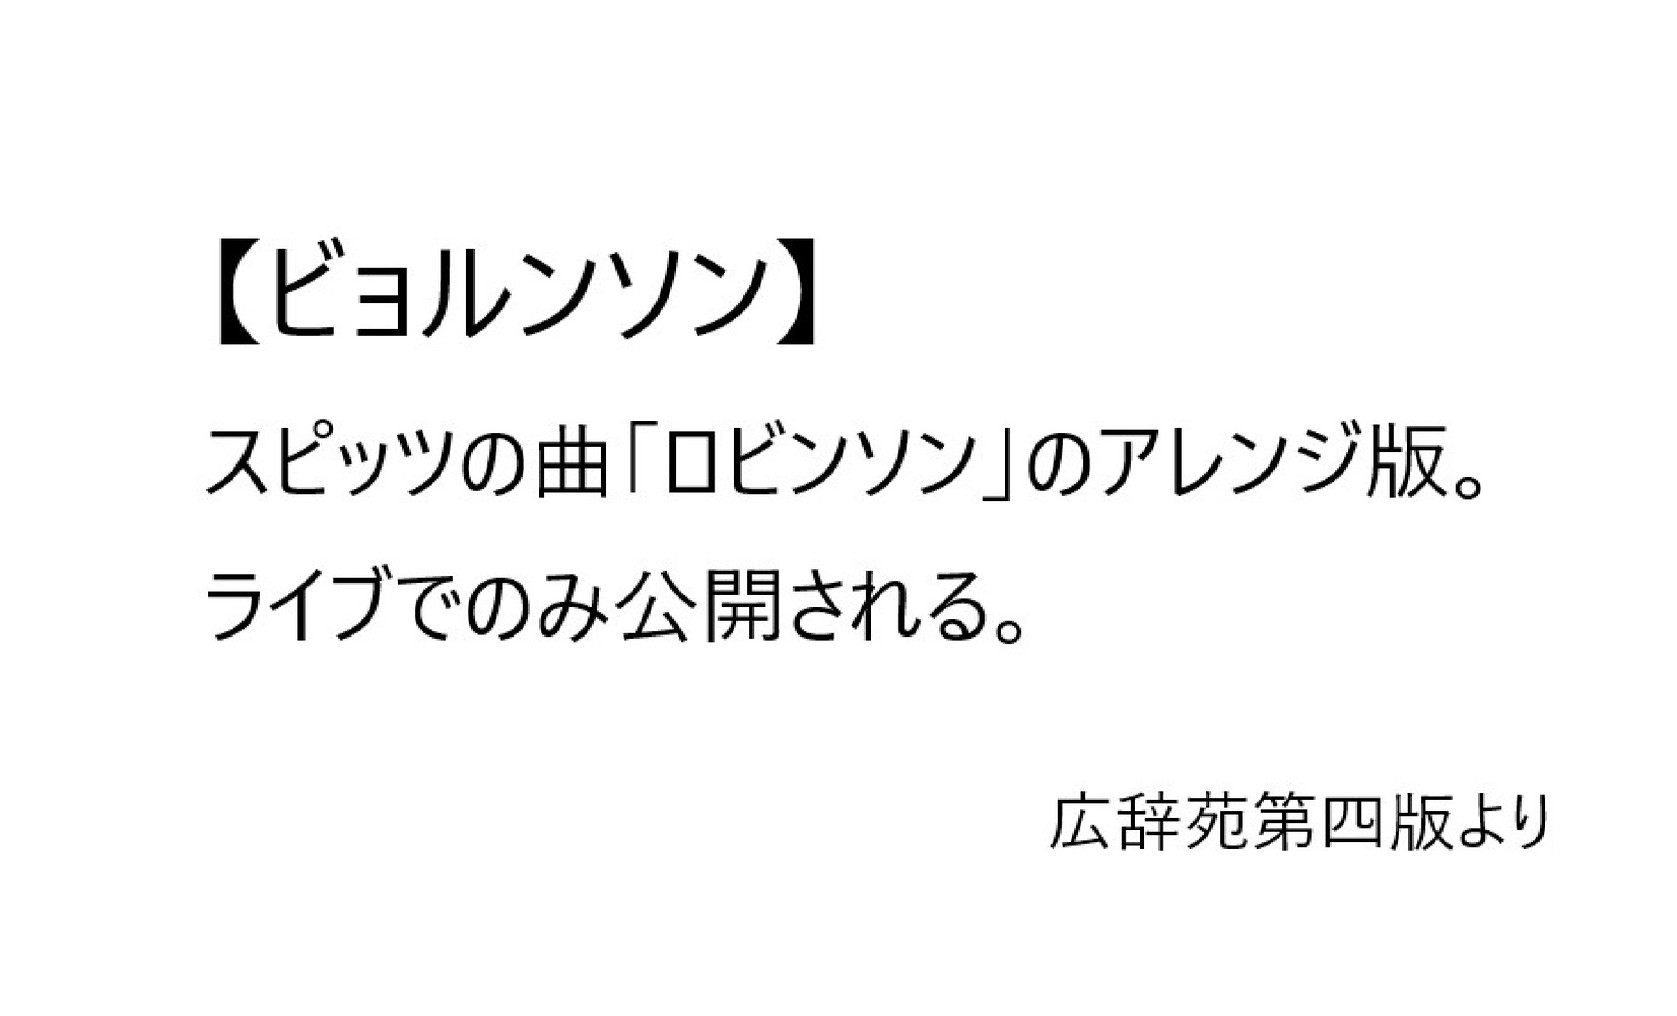 【ビョルンソン】
スピッツの曲「ロビンソン」のアレンジ版。
ライブでのみ公開される。
広辞苑第四版より